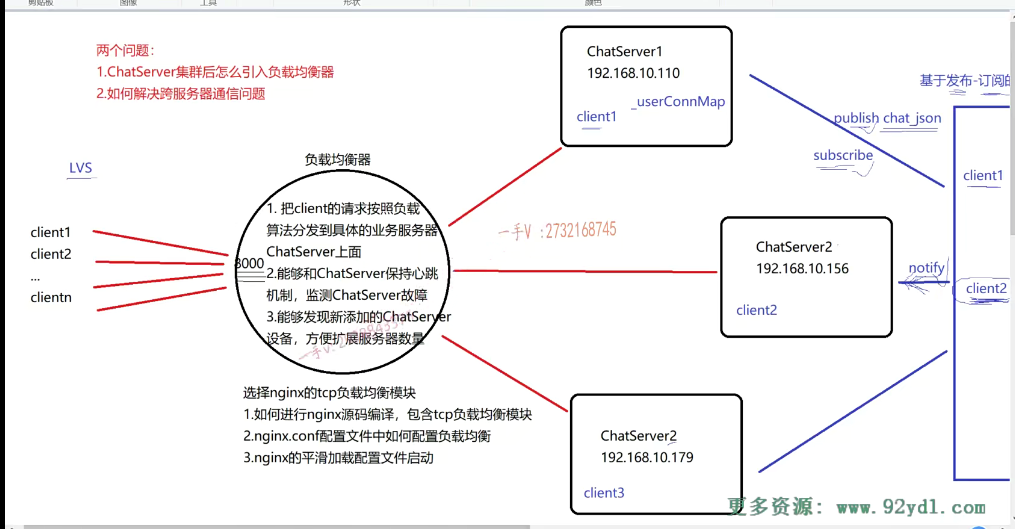 剪贴板
图像
工具
形状
颜色
两个问题：
1.ChatServer集群后怎么引入负载均衡器
2.如何解决跨服务器通信问题
LVS
client1
client2
...
clientn
负载均衡器
1. 把client的请求按照负载
算法分发到具体的业务服务器
ChatServer上面
8000
2.能够和ChatServer保持心跳
机制，监测ChatServer故障
3.能够发现新添加的ChatServer
设备，方便扩展服务器数量
一手V:
选择nginx的tcp负载均衡模块
1.如何进行nginx源码编译，包含tcp负载均衡模块
2.nginx.conf配置文件中如何配置负载均衡
3.nginx的平滑加载配置文件启动
ChatServer1
192.168.10.110
_userConnMap
client1
一手V :2732168745
ChatServer2
192.168.10.156
client2
ChatServer2
192.168.10.179
client3
基于发布-订阅的
publish chat_json
subscribe
client1
notify
client2
更多资源：www.92ydl.com